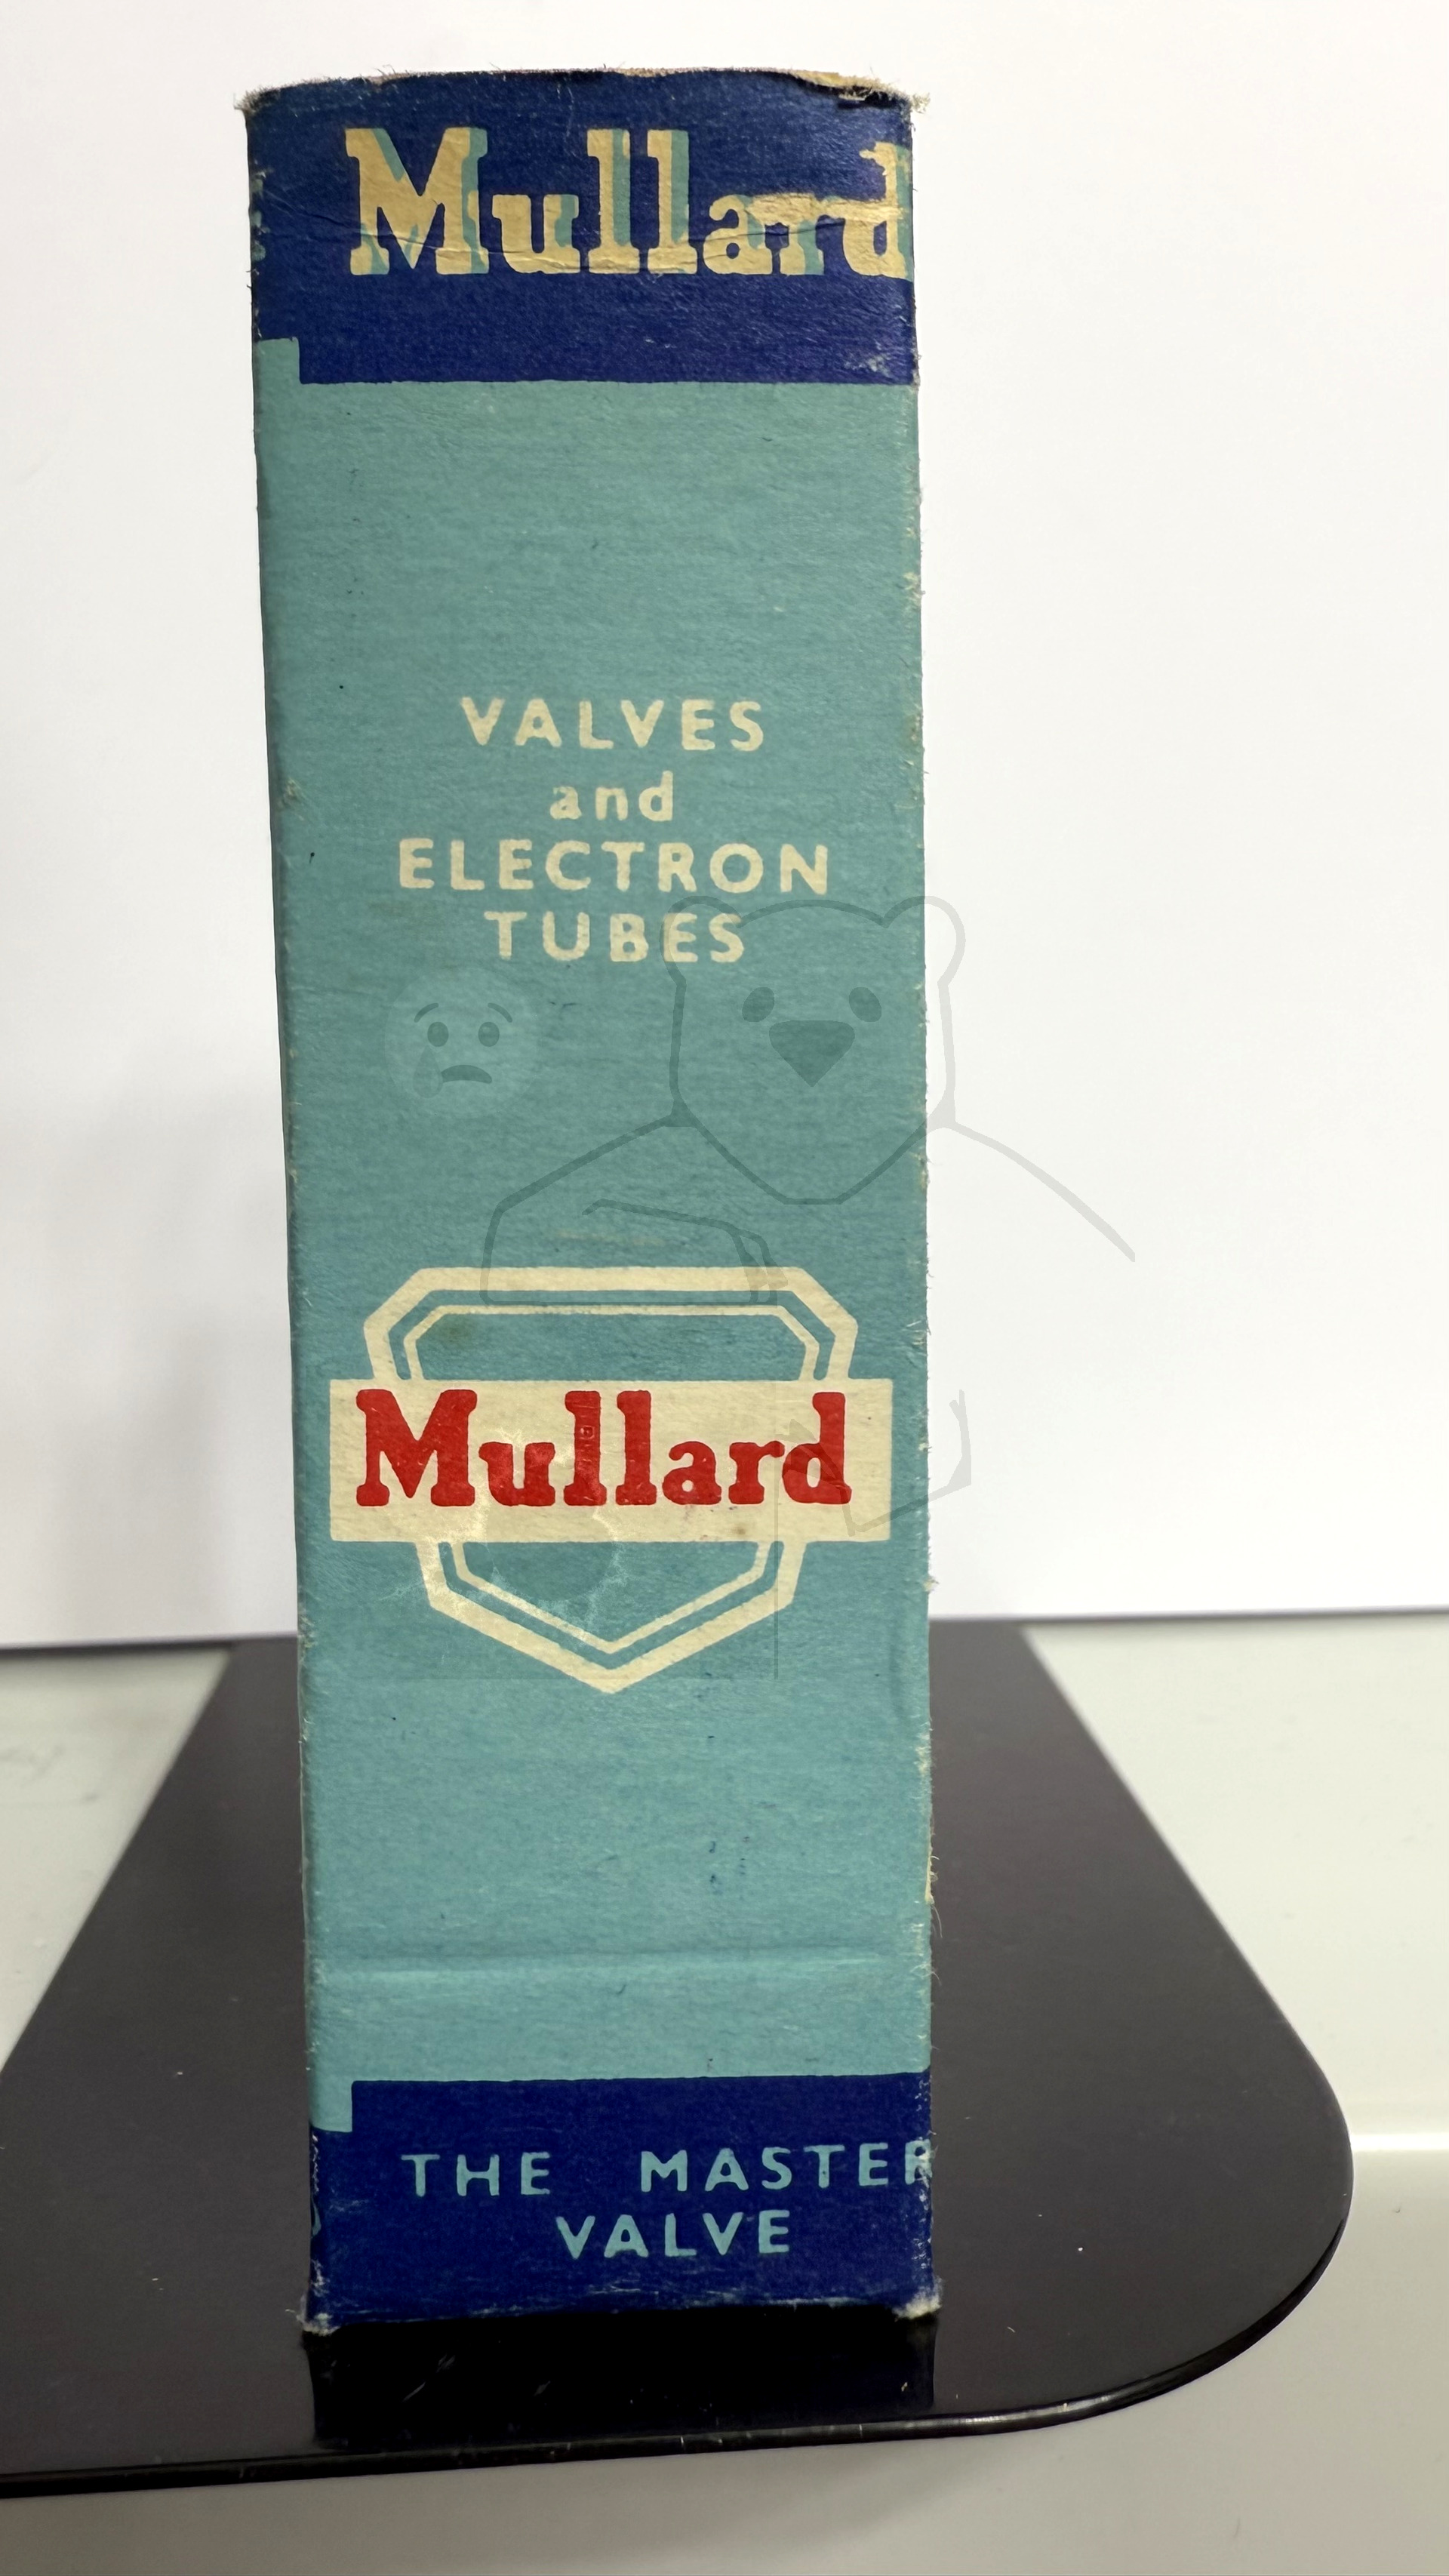 Mullard
VALVES
and
ELECTRON
TUBES
Mullard
THE MASTER
VALVE